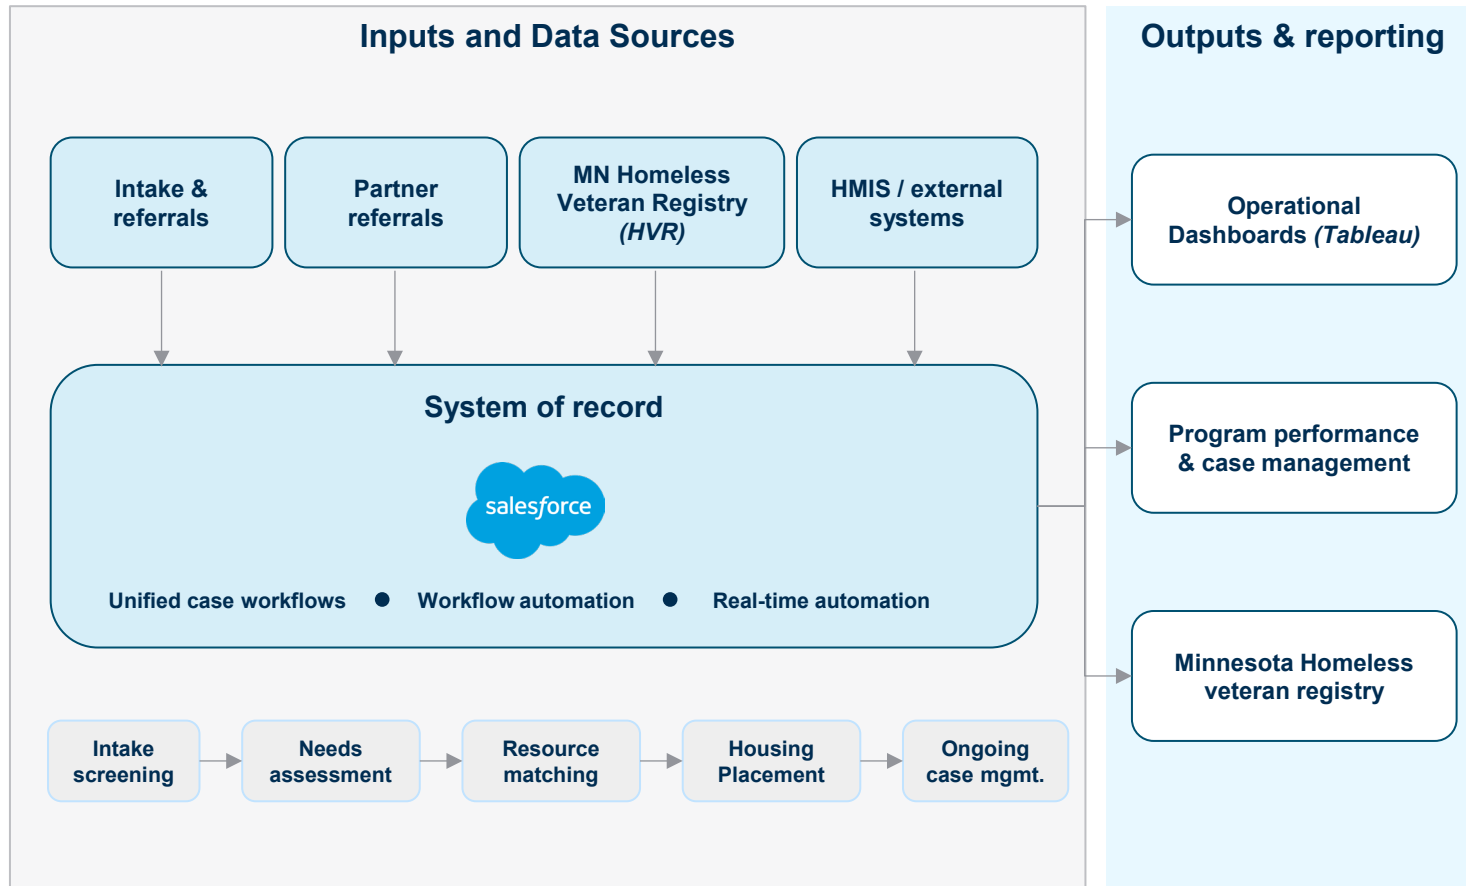 Inputs and Data Sources
Outputs & reporting
Intake &
referrals
Partner
referrals
MN Homeless
Veteran Registry
(HVR)
HMIS / external
systems
Operational
Dashboards (Tableau)
System of record
salesforce
Unified case workflows ● Workflow automation ● Real-time automation
Program performance
& case management
Minnesota Homeless
veteran registry
Intake
screening
Needs
assessment
Resource
matching
Housing
Placement
Ongoing
case mgmt.